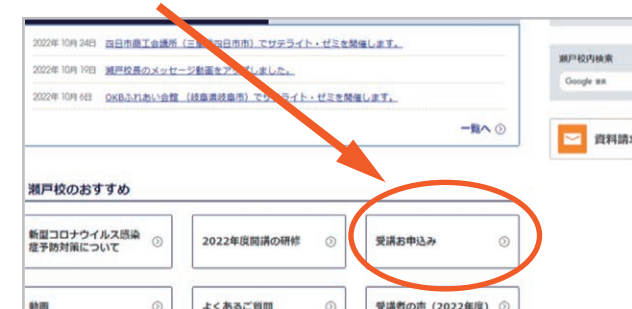 2022年 10月 24日 四日市商工会議所（三重県四日市市）でサテライト・ゼミを開催します。
2022年 10月 19日 瀬戸校長のメッセージ動画をアップしました。
2022年 10月 6日 OKBふれあい会館（岐阜県岐阜市）でサテライト・ゼミを開催します。
一覧へ
瀬戸校内検索
Google
資料請求
瀬戸校のおすすめ
新型コロナウイルス感染
症予防対策について
2022年度開講の研修
受講お申込み
動画
よくあるご質問
受講者の声（2022年度）